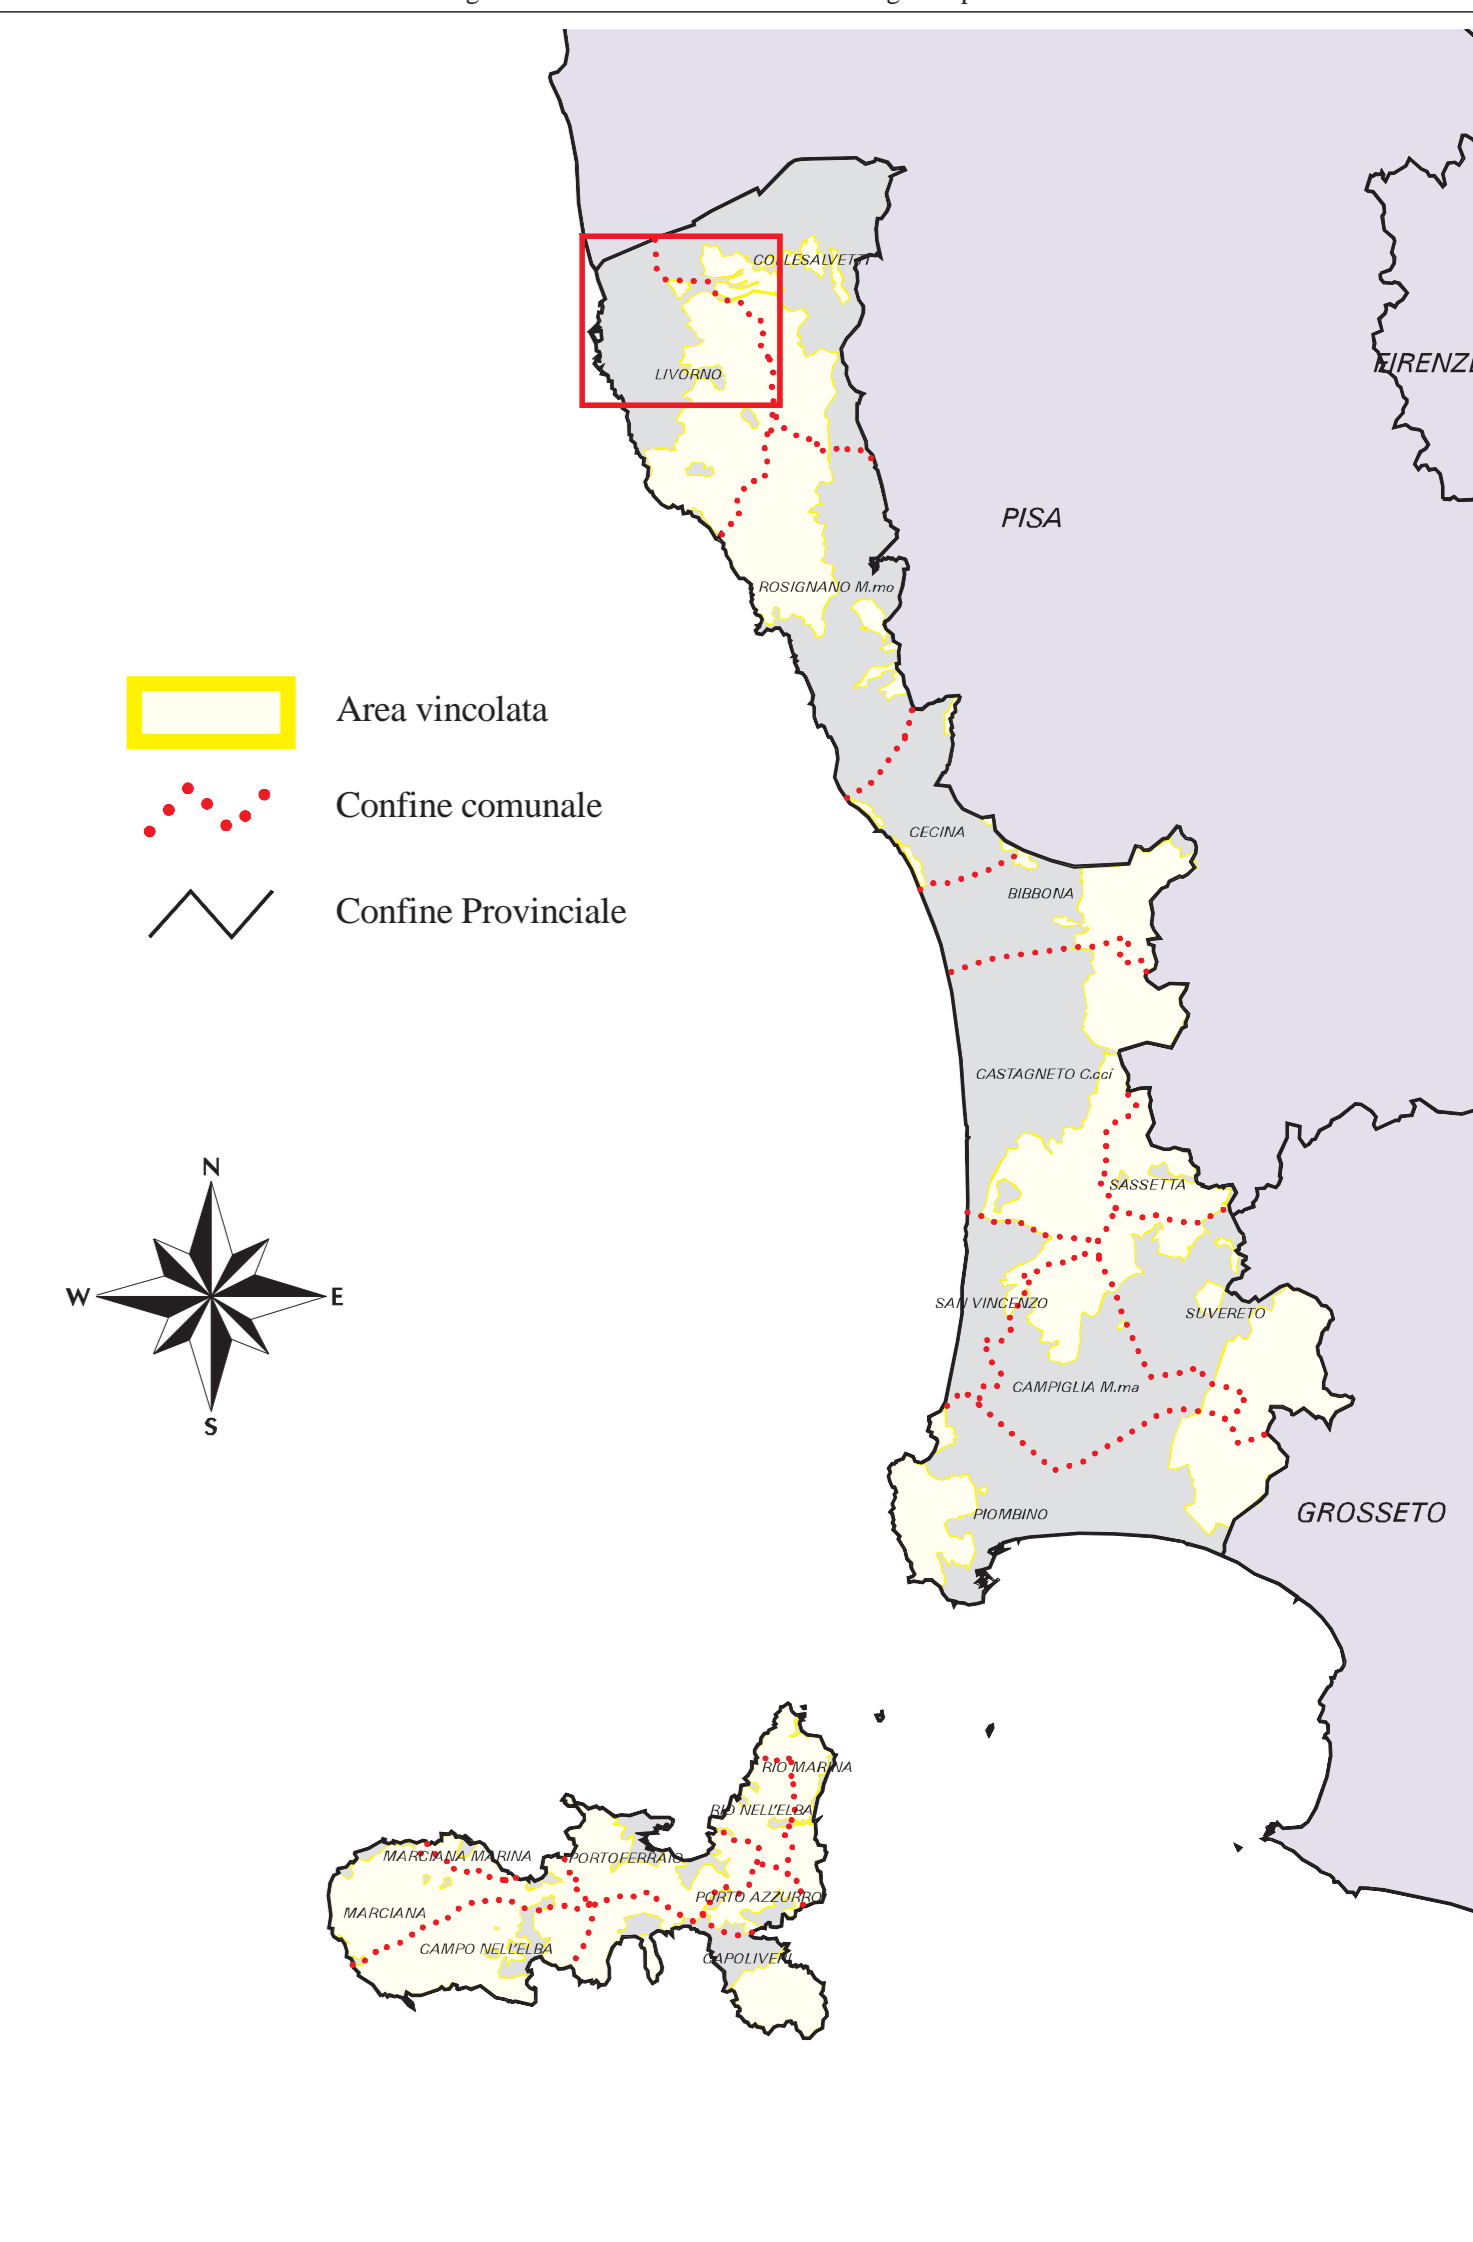 COLLESALVETTI
FIRENZE
LIVORNO
PISA
ROSIGNANO M.mo
Area vincolata
Confine comunale
CECINA
BIBBONA
Confine Provinciale
CASTAGNETO C.cci
N
SASSETTA
W
E
SAN VINCENZO
SUVERETO
CAMPIGLIA M.ma
S
PIOMBINO
GROSSETO
RIO MARINA
RIO NELL'ELBA
MARCIANA MARINA
PORTOFERRAIO
PORTO AZZURRO
MARCIANA
CAMPO NELL'ELBA
CAPOLIVERI